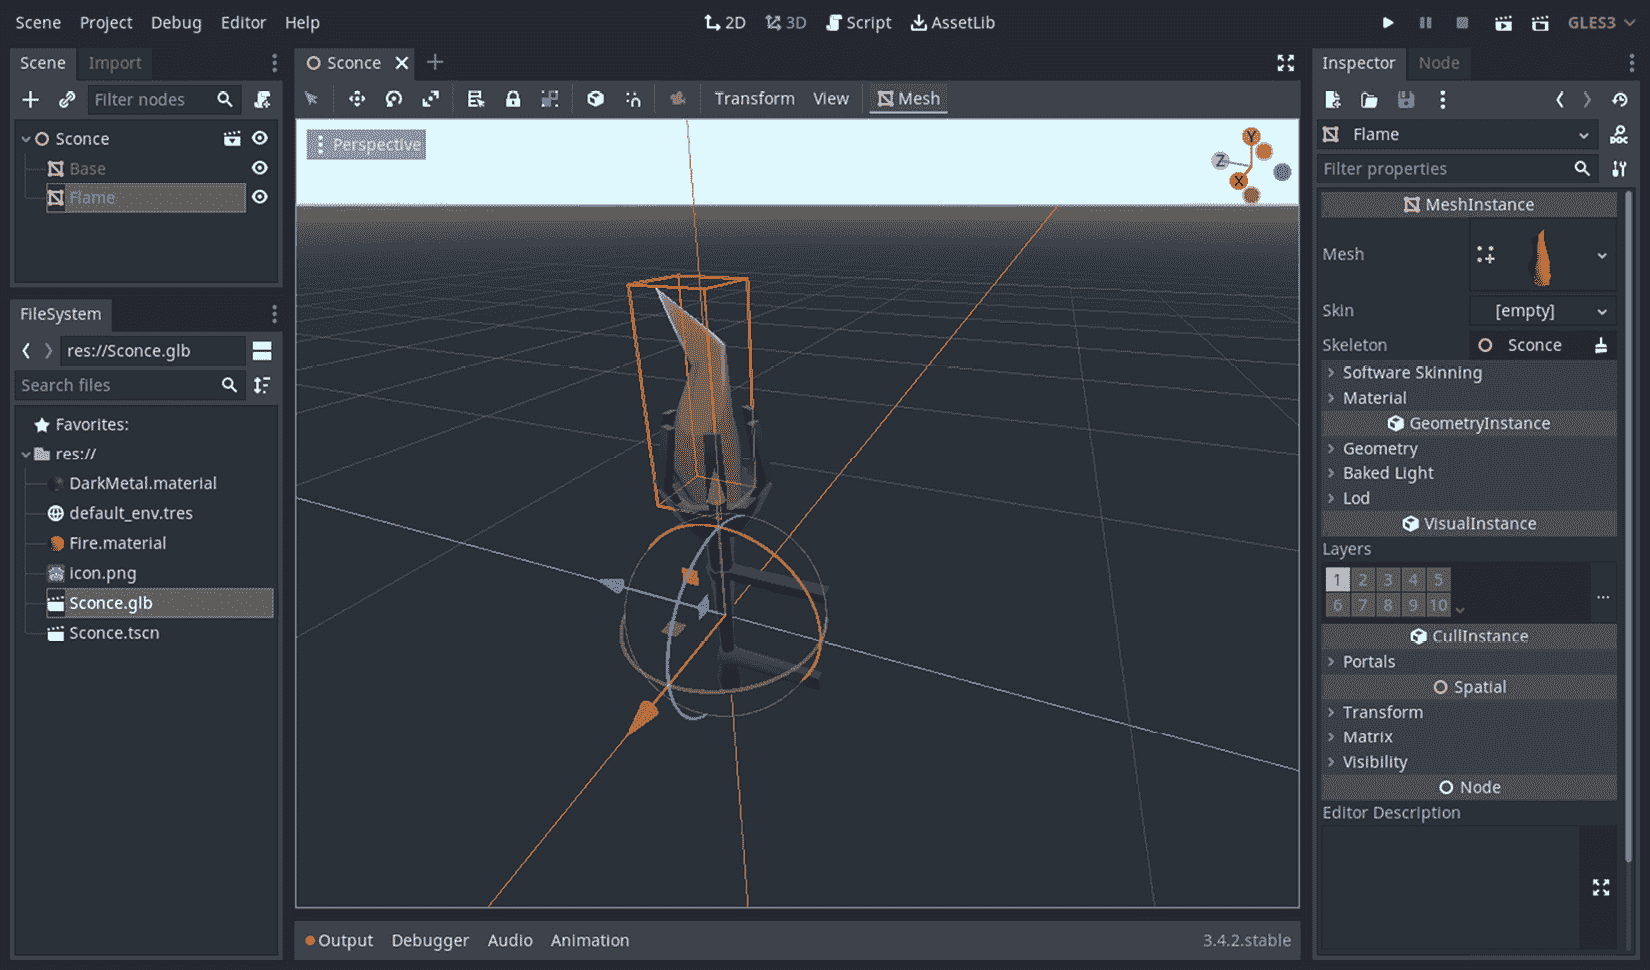 Scene Project Debug Editor Help
2D 3D Script AssetLib
GLES3
Scene Import
Filter nodes
Sconce
Base
Flame
FileSystem
res://Sconce.glb
Search files
Favorites:
res://
DarkMetal.material
default_env.tres
Fire.material
icon.png
Sconce.glb
Sconce.tscn
Sconce
Transform View Mesh
Perspective
Y
Z
X
Output Debugger Audio Animation 3.4.2.stable
Inspector Node
Flame
Filter properties
MeshInstance
Mesh
Skin [empty]
Skeleton Sconce
Software Skinning
Material
GeometryInstance
Geometry
Baked Light
Lod
VisualInstance
Layers
1 2 3 4 5
6 7 8 9 10
CullInstance
Portals
Spatial
Transform
Matrix
Visibility
Node
Editor Description